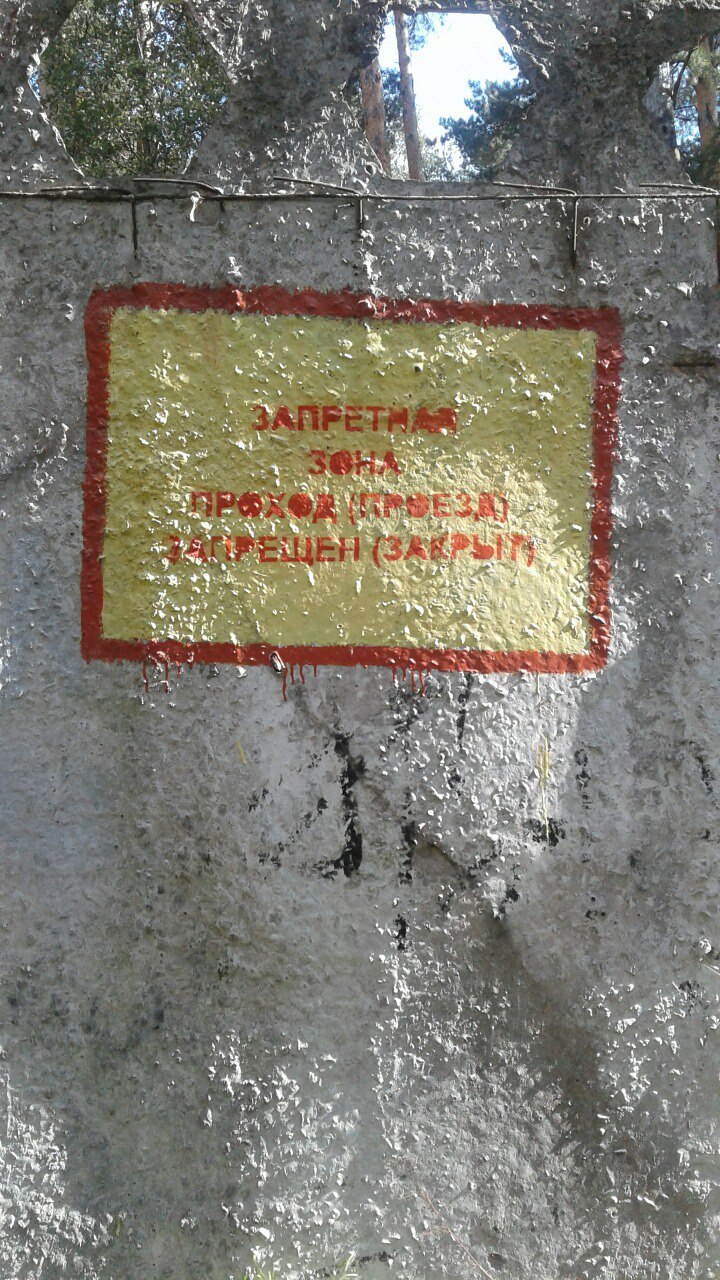 ЗАПРЕТНАЯ
ЗОНА
ПРОХОД (ПРОЕЗД)
ЗАПРЕЩЕН (ЗАКРЫТ)